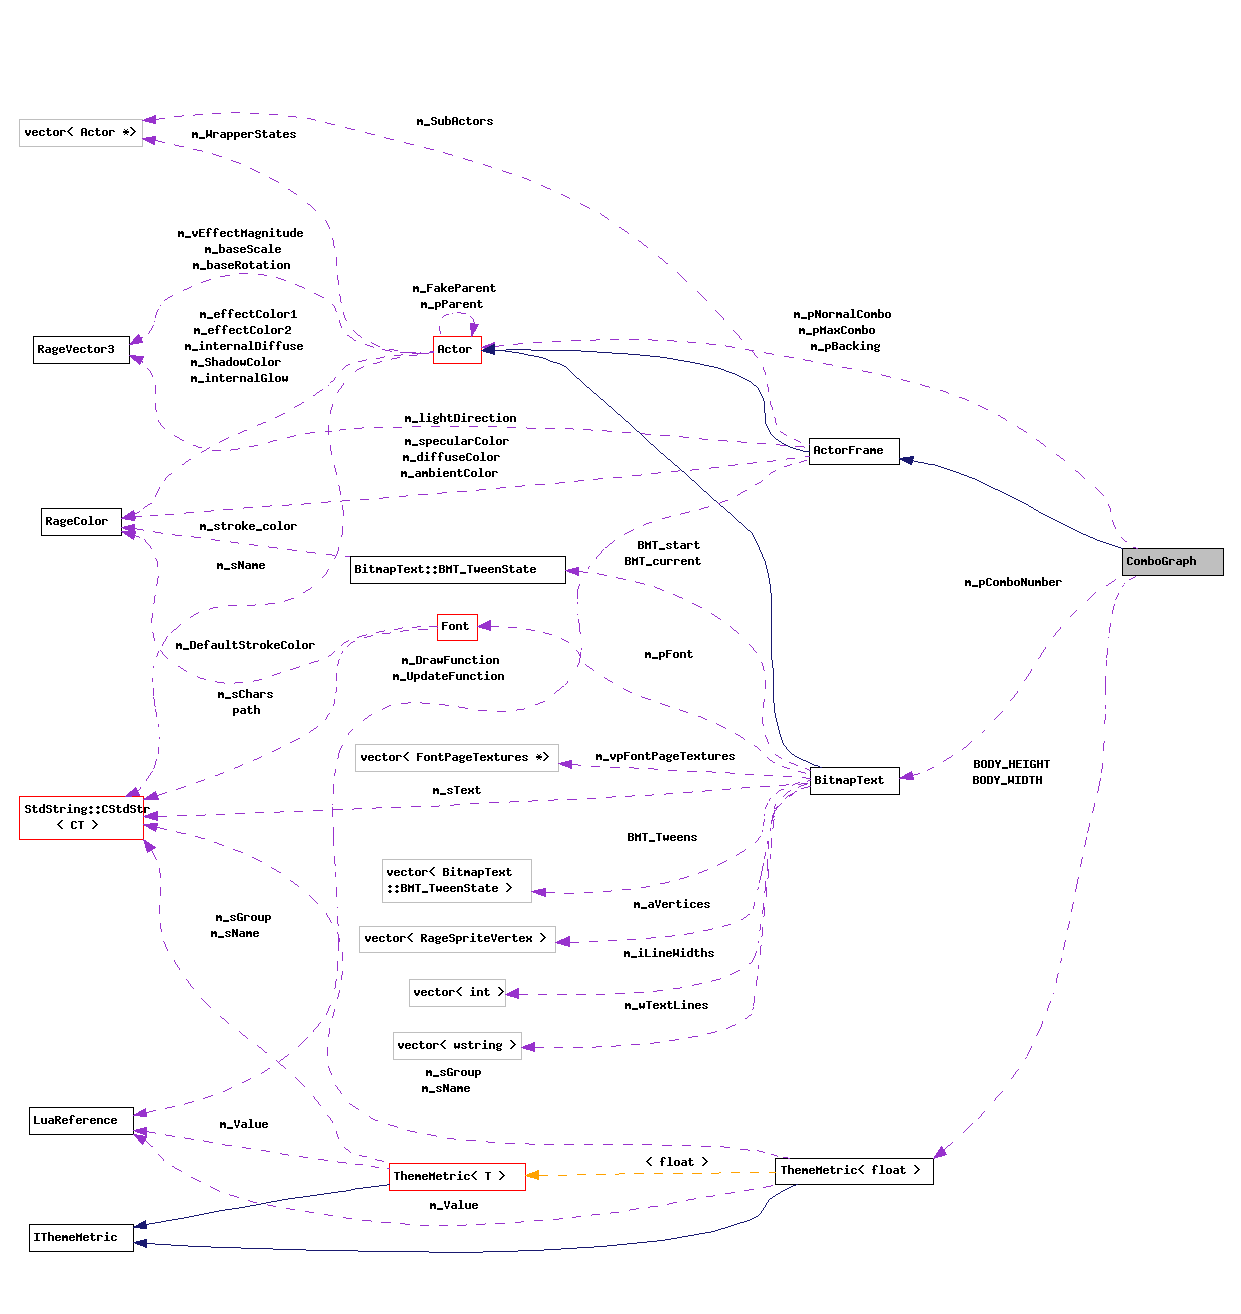 m_SubActors
vector< Actor *>
m_WrapperStates
m_vEffectMagnitude
m_baseScale
m_baseRotation
m_FakeParent
m_pParent
m_effectColor1
m_effectColor2
m_internalDiffuse
m_ShadowColor
m_internalGlow
m_pNormalCombo
m_pMaxCombo
m_pBacking
RageVector3
Actor
m_lightDirection
m_specularColor
m_diffuseColor
m_ambientColor
ActorFrame
RageColor
m_stroke_color
m_sName
BMT_start
BMT_current
ComboGraph
BitmapText::BMT_TweenState
m_pComboNumber
Font
m_DefaultStrokeColor
m_DrawFunction
m_UpdateFunction
m_pFont
m_sChars
path
vector< FontPageTextures *>
m_vpFontPageTextures
BODY_HEIGHT
BODY_WIDTH
BitmapText
m_sText
StdString::CStdStr
< CT >
BMT_Tweens
vector< BitmapText
::BMT_TweenState >
m_aVertices
m_sGroup
m_sName
vector< RageSpriteVertex >
m_iLineWidths
vector< int >
m_wTextLines
vector< wstring >
m_sGroup
m_sName
LuaReference
m_Value
< float >
ThemeMetric< T >
ThemeMetric< float >
m_Value
IThemeMetric